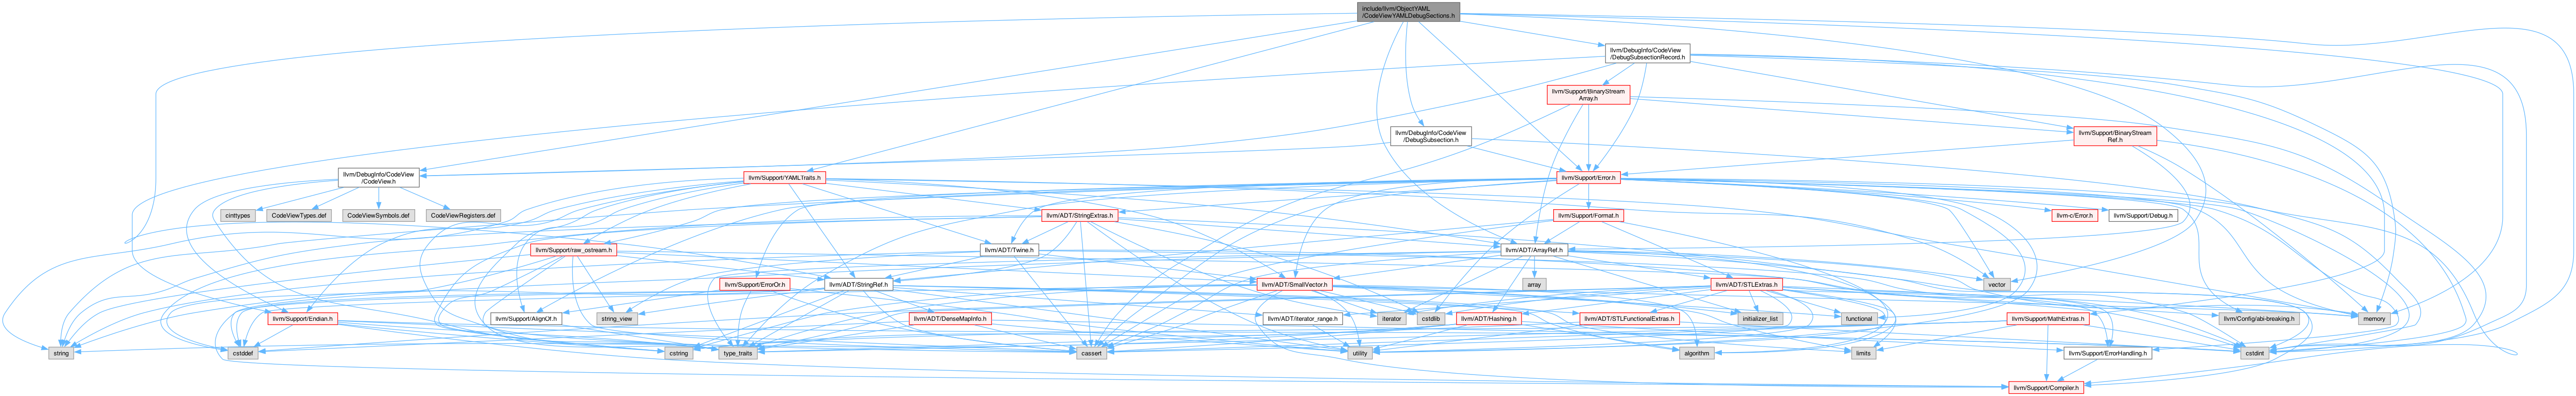 include/llvm/ObjectYAML
/CodeViewYAMLDebugSections.h
llvm/DebugInfo/CodeView
/DebugSubsectionRecord.h
llvm/Support/BinaryStream
Array.h
llvm/DebugInfo/CodeView
/DebugSubsection.h
llvm/Support/BinaryStream
Ref.h
llvm/DebugInfo/CodeView
/CodeView.h
llvm/Support/YAMLTraits.h
llvm/Support/Error.h
cinttypes
CodeViewTypes.def
CodeViewSymbols.def
CodeViewRegisters.def
llvm/ADT/StringExtras.h
llvm/Support/Format.h
llvm-c/Error.h
llvm/Support/Debug.h
llvm/Support/raw_ostream.h
llvm/ADT/Twine.h
llvm/ADT/ArrayRef.h
llvm/Support/ErrorOr.h
llvm/ADT/StringRef.h
llvm/ADT/SmallVector.h
array
llvm/ADT/STLExtras.h
vector
llvm/Support/Endian.h
llvm/Support/AlignOf.h
string_view
llvm/ADT/DenseMapInfo.h
llvm/ADT/iterator_range.h
iterator
cstdlib
llvm/ADT/Hashing.h
llvm/ADT/STLFunctionalExtras.h
initializer_list
functional
llvm/Support/MathExtras.h
llvm/Config/abi-breaking.h
memory
string
cstddef
cstring
type_traits
cassert
utility
algorithm
limits
llvm/Support/ErrorHandling.h
cstdint
llvm/Support/Compiler.h